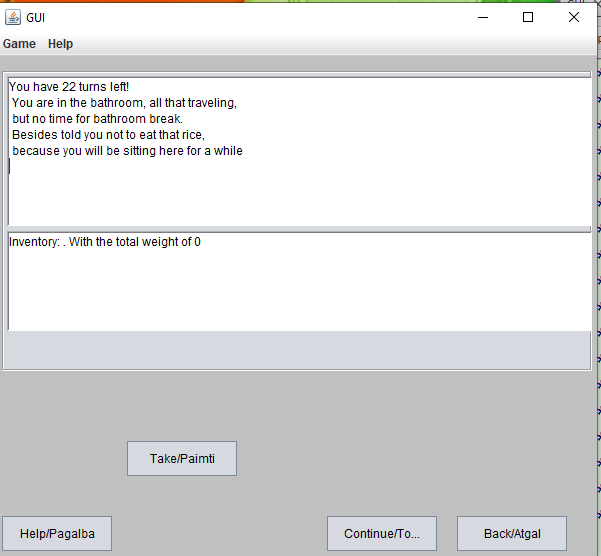 GUI
Game Help
You have 22 turns left!
You are in the bathroom, all that traveling,
but no time for bathroom break.
Besides told you not to eat that rice,
because you will be sitting here for a while
Inventory: . With the total weight of 0
Take/Paimti
Help/Pagalba
Continue/To...
Back/Atgal